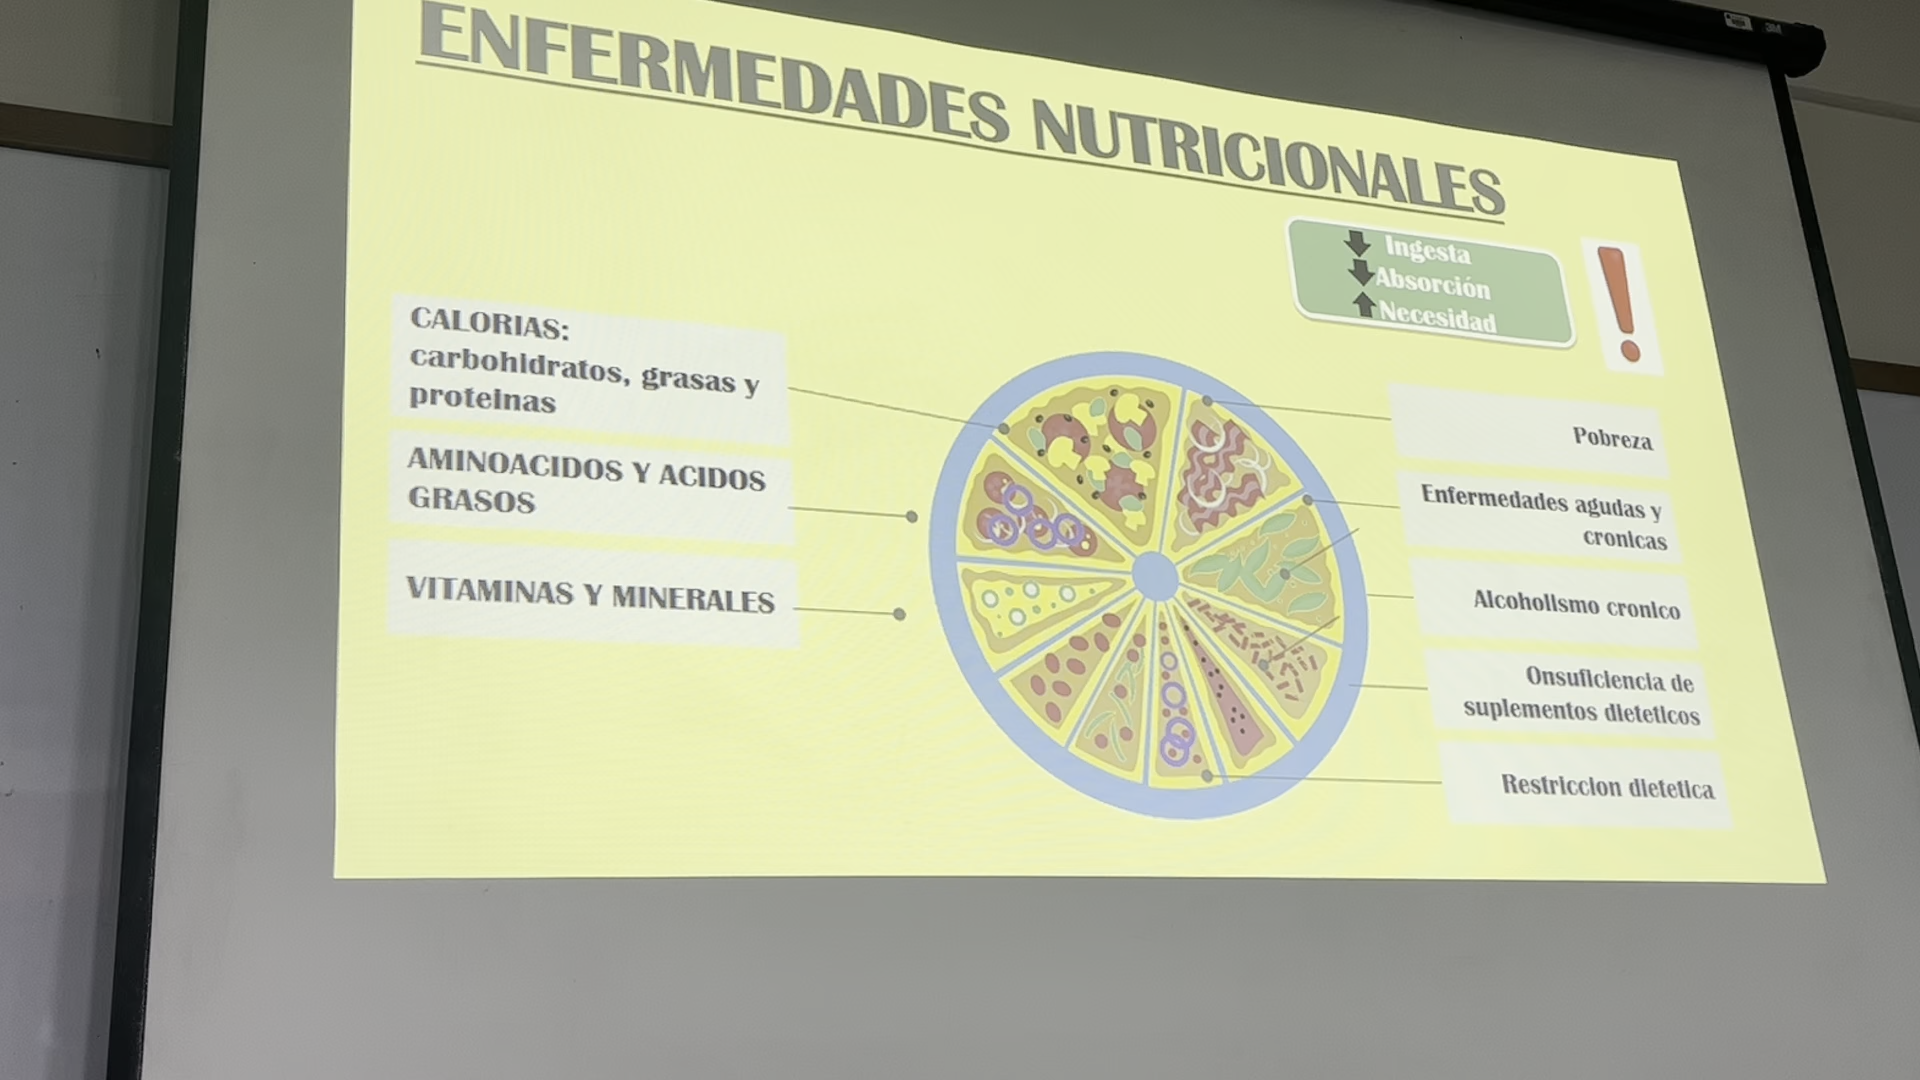 ENFERMEDADES NUTRICIONALES
Ingesta
Absorción
Necesidad
CALORIAS:
carbohidratos, grasas y
proteinas
AMINOACIDOS Y ACIDOS
GRASOS
VITAMINAS Y MINERALES
Pobreza
Enfermedades agudas y
cronicas
Alcoholismo cronico
Onsuficiencia de
suplementos dieteticos
Restriccion dietetica
3M